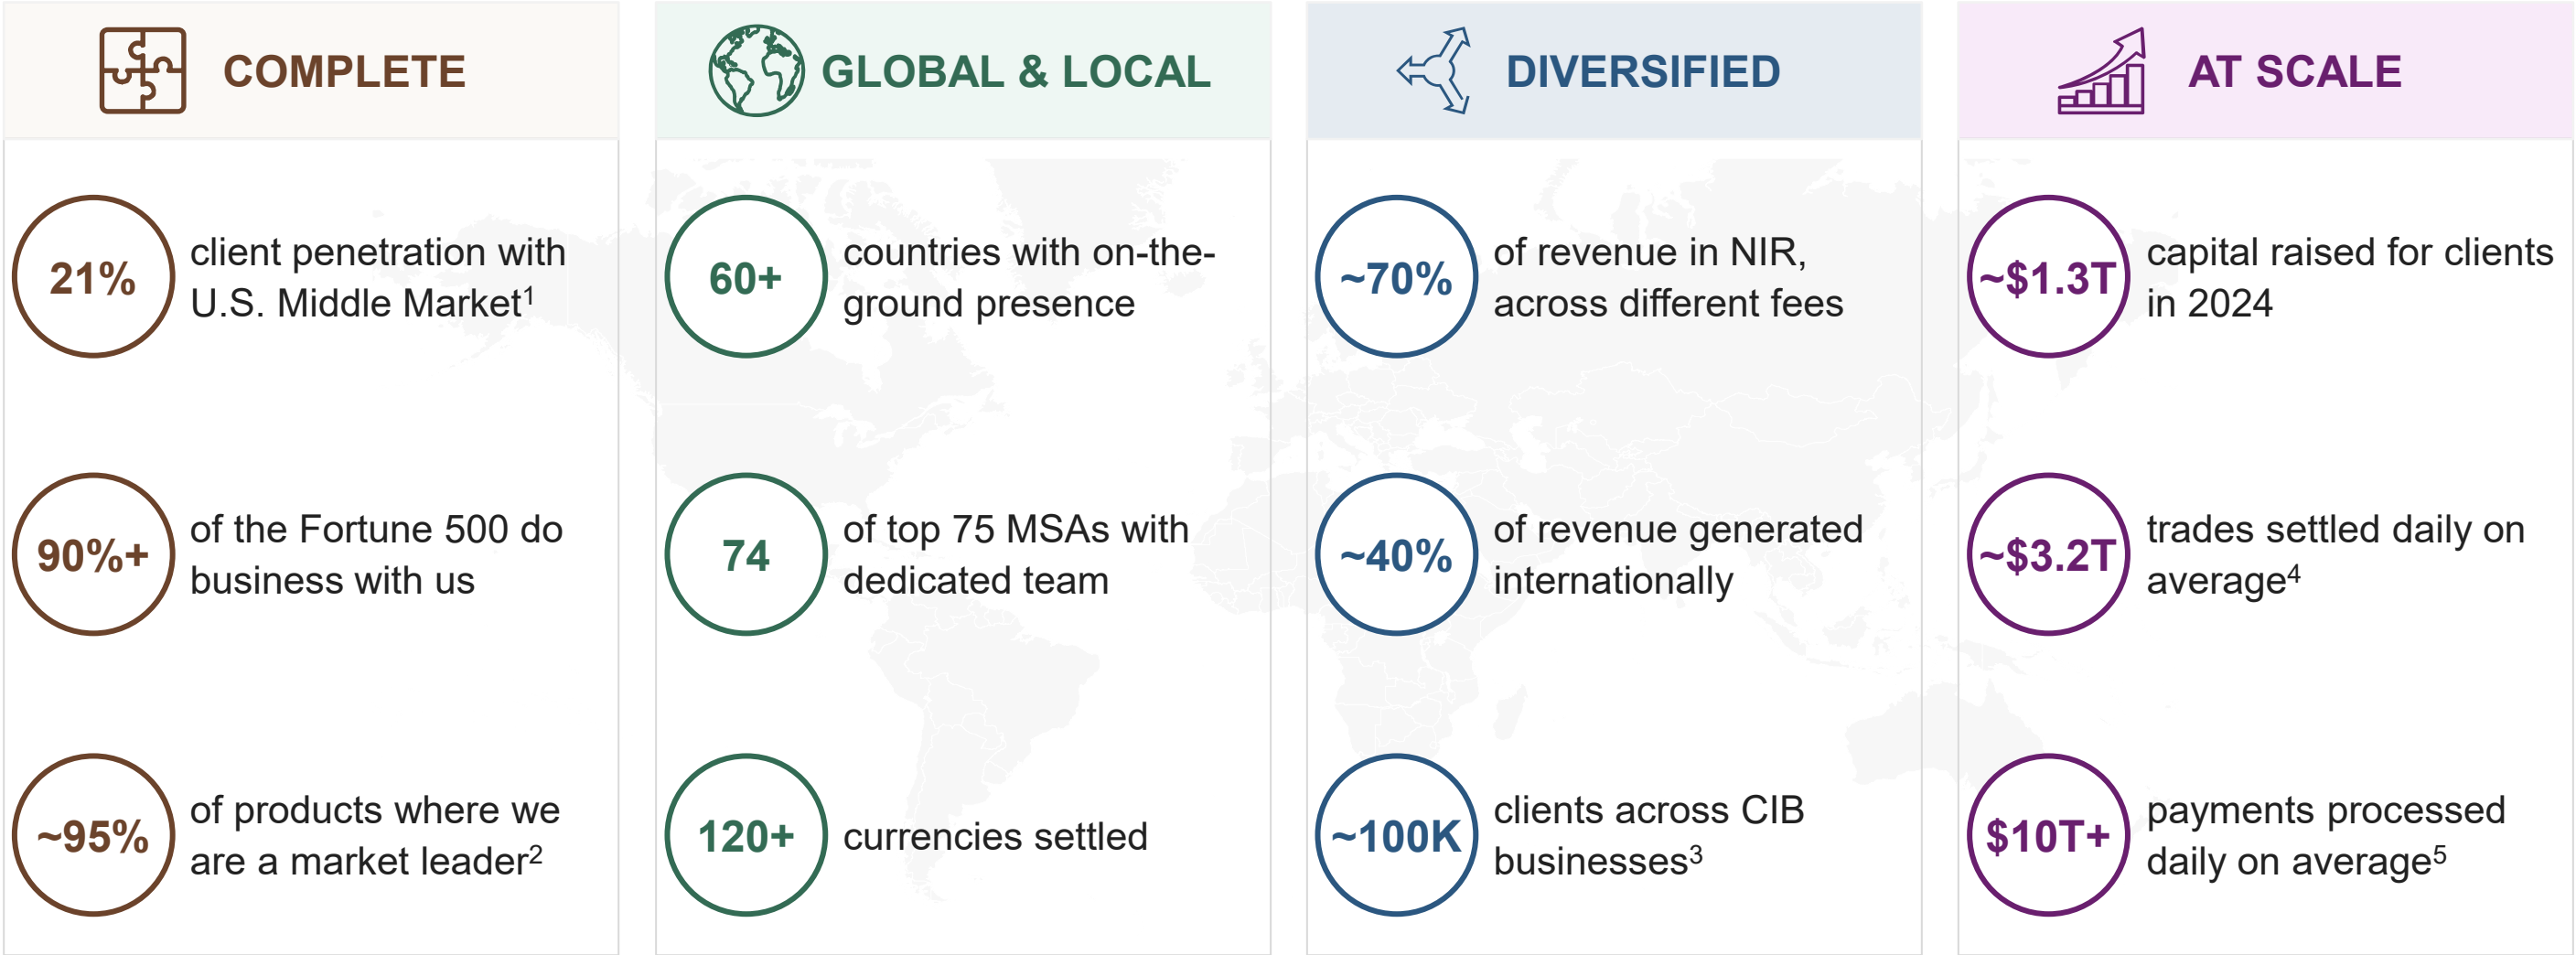 COMPLETE
21%
client penetration with
U.S. Middle Market¹
90%+
of the Fortune 500 do
business with us
~95%
of products where we
are a market leader²
GLOBAL & LOCAL
60+
countries with on-the-
ground presence
74
of top 75 MSAs with
dedicated team
120+
currencies settled
DIVERSIFIED
~70%
of revenue in NIR,
across different fees
~40%
of revenue generated
internationally
~100K
clients across CIB
businesses³
AT SCALE
~$1.3T
capital raised for clients
in 2024
~$3.2T
trades settled daily on
average⁴
$10T+
payments processed
daily on average⁵